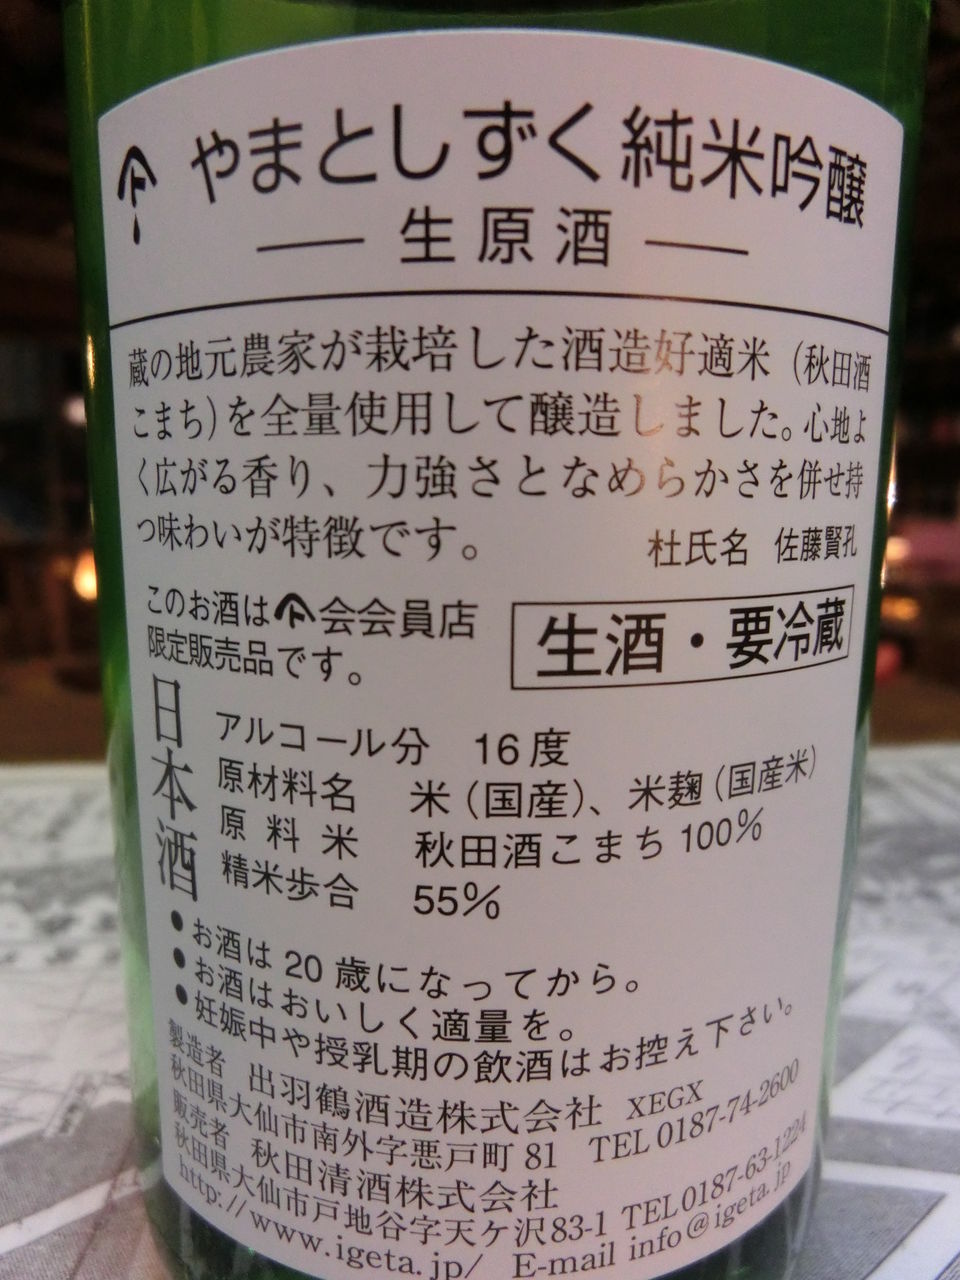 やまとしずく 純米吟醸
生原酒
蔵の地元農家が栽培した酒造好適米（秋田酒
こまち）を全量使用して醸造しました。心地よ
く広がる香り、力強さとなめらかさを併せ持
つ味わいが特徴です。 杜氏名 佐藤賢孔
このお酒は 会会員店
限定販売品です。
生酒・要冷蔵
日本酒
アルコール分 16度
原材料名 米（国産）、米麹（国産米）
原料米 秋田酒こまち 100%
精米歩合 55%
●お酒は 20 歳になってから。
●お酒はおいしく適量を。
●妊娠中や授乳期の飲酒はお控え下さい。
製造者 出羽鶴酒造株式会社 XEGX
秋田県大仙市南外字悪戸町 81 TEL 0187-74-2600
販売者 秋田清酒株式会社
秋田県大仙市戸地谷字天ケ沢83-1 TEL 0187-63-1224
http://www.igeta.jp/ E-mail info@igeta.jp